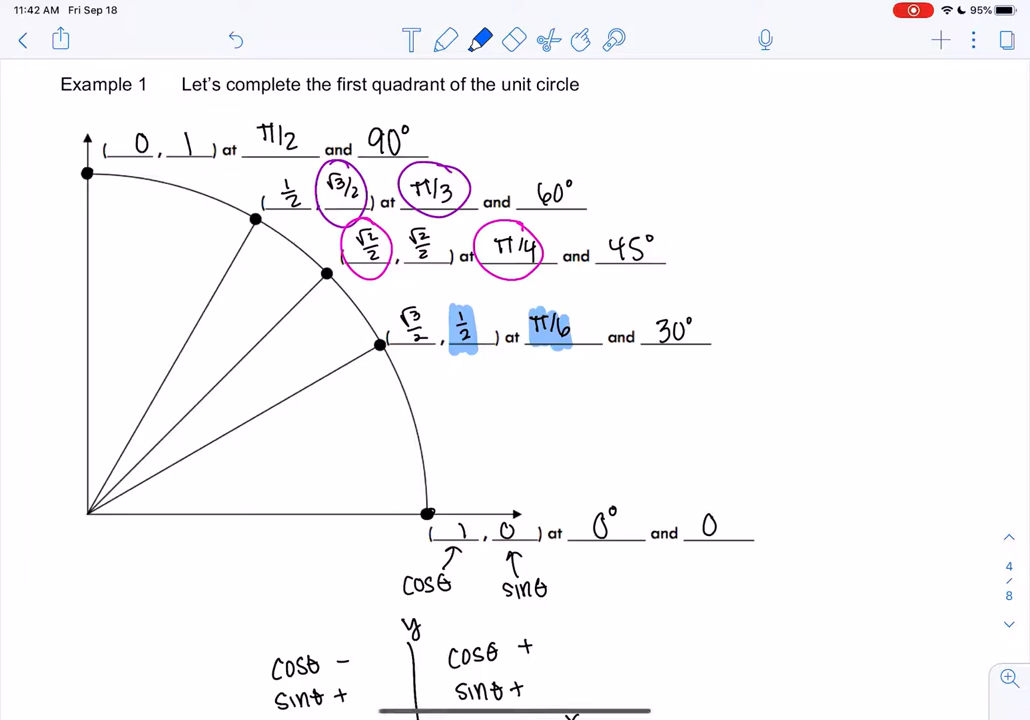 11:42 AM Fri Sep 18 95%
T
Example 1 Let's complete the first quadrant of the unit circle
( 0 , 1 ) at π/2 and 90°
( 1/2 , √3/2 ) at π/3 and 60°
( √2/2 , √2/2 ) at π/4 and 45°
( √3/2 , 1/2 ) at π/6 and 30°
( 1 , 0 ) at 0° and 0
cosθ sinθ
4
/
8
y
cosθ − cosθ +
sinθ + sinθ +